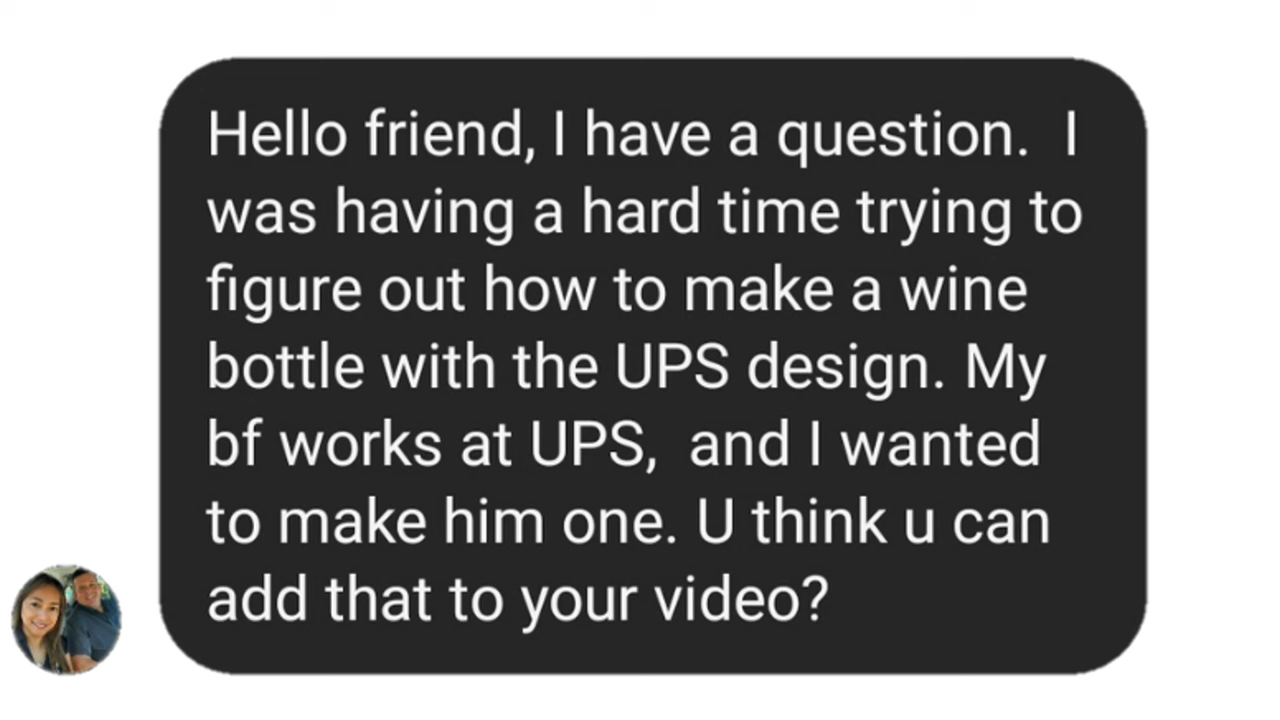 Hello friend, I have a question.  I
was having a hard time trying to
figure out how to make a wine
bottle with the UPS design. My
bf works at UPS,  and I wanted
to make him one. U think u can
add that to your video?